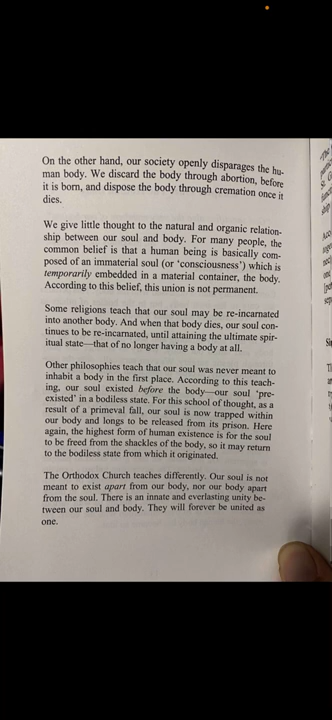 On the other hand, our society openly disparages the hu-
man body. We discard the body through abortion, before
it is born, and dispose the body through cremation once it
dies.
We give little thought to the natural and organic relation-
ship between our soul and body. For many people, the
common belief is that a human being is basically com-
posed of an immaterial soul (or ‘consciousness’) which is
temporarily embedded in a material container, the body.
According to this belief, this union is not permanent.
Some religions teach that our soul may be re-incarnated
into another body. And when that body dies, our soul con-
tinues to be re-incarnated, until attaining the ultimate spir-
itual state—that of no longer having a body at all.
Other philosophies teach that our soul was never meant to
inhabit a body in the first place. According to this teach-
ing, our soul existed before the body—our soul ‘pre-
existed’ in a bodiless state. For this school of thought, as a
result of a primeval fall, our soul is now trapped within
our body and longs to be released from its prison. Here
again, the highest form of human existence is for the soul
to be freed from the shackles of the body, so it may return
to the bodiless state from which it originated.
The Orthodox Church teaches differently. Our soul is not
meant to exist apart from our body, nor our body apart
from the soul. There is an innate and everlasting unity be-
tween our soul and body. They will forever be united as
one.